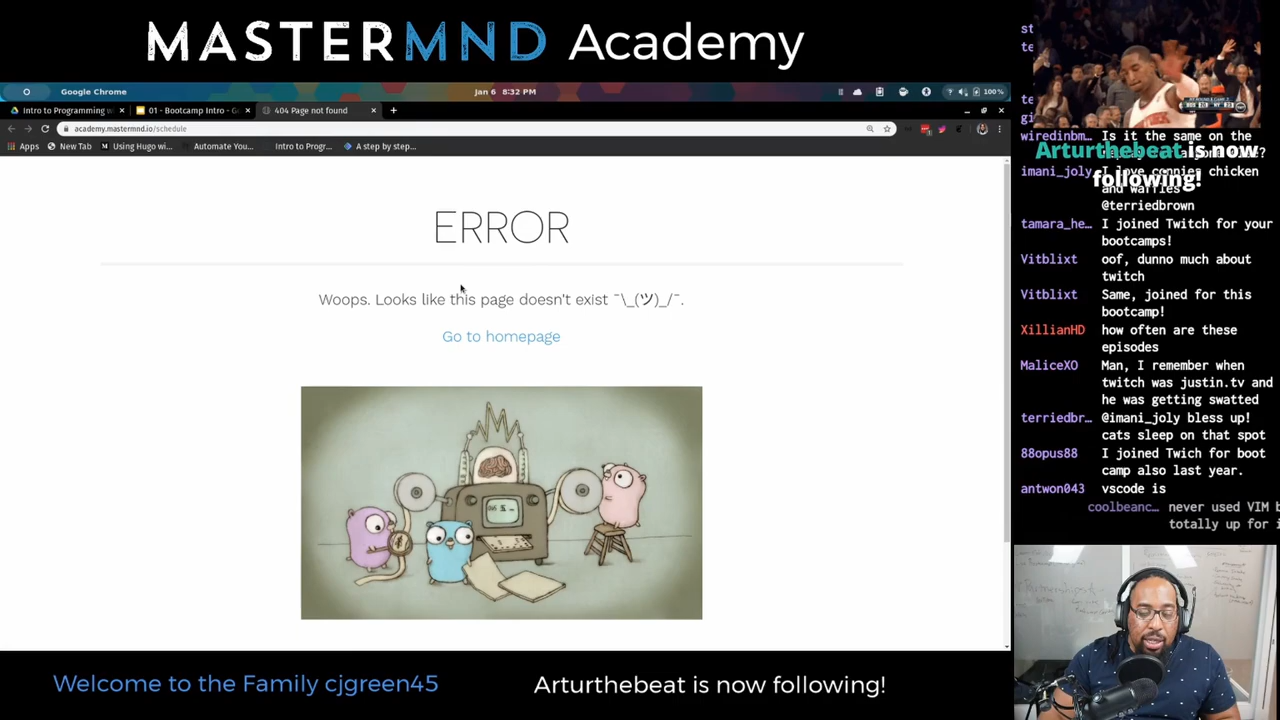 MASTERMND Academy
Google Chrome
Jan 6 8:32 PM
100%
Intro to Programming w
01 - Bootcamp Intro - G
404 Page not found
academy.mastermnd.io/schedule
Apps
New Tab
Using Hugo wi...
Automate You...
Intro to Progr...
A step by step...
ERROR
Woops. Looks like this page doesn't exist ¯\_(ツ)_/¯.
Go to homepage
wiredinbm… Is it the same on the
Arturthebeat is now
following!
imani_joly I love connies chicken
and waffles
@terriedbrown
tamara_he… I joined Twitch for your
bootcamps!
Vitblixt oof, dunno much about
twitch
Vitblixt Same, joined for this
bootcamp!
XillianHD how often are these
episodes
MaliceXO Man, I remember when
twitch was justin.tv and
he was getting swatted
terriedbr… @imani_joly bless up!
cats sleep on that spot
88opus88 I joined Twich for boot
camp also last year.
antwon043 vscode is
coolbeanc… never used VIM b
totally up for i
Welcome to the Family cjgreen45
Arturthebeat is now following!